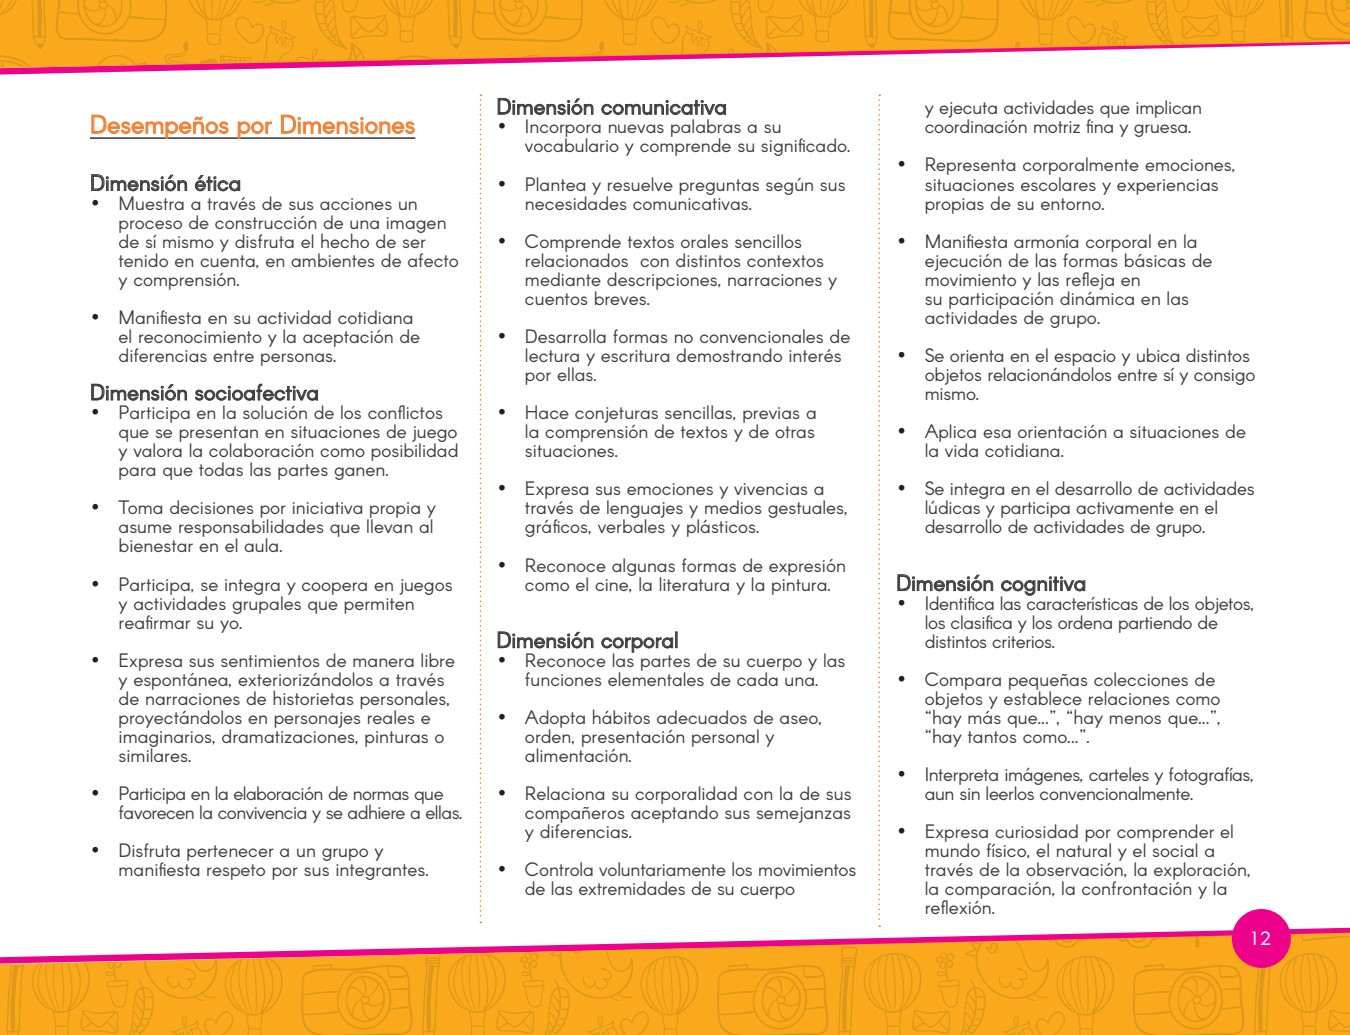 Desempeños por Dimensiones
Dimensión ética
• Muestra a través de sus acciones un
proceso de construcción de una imagen
de sí mismo y disfruta el hecho de ser
tenido en cuenta, en ambientes de afecto
y comprensión.
• Manifiesta en su actividad cotidiana
el reconocimiento y la aceptación de
diferencias entre personas.
Dimensión socioafectiva
• Participa en la solución de los conflictos
que se presentan en situaciones de juego
y valora la colaboración como posibilidad
para que todas las partes ganen.
• Toma decisiones por iniciativa propia y
asume responsabilidades que llevan al
bienestar en el aula.
• Participa, se integra y coopera en juegos
y actividades grupales que permiten
reafirmar su yo.
• Expresa sus sentimientos de manera libre
y espontánea, exteriorizándolos a través
de narraciones de historietas personales,
proyectándolos en personajes reales e
imaginarios, dramatizaciones, pinturas o
similares.
• Participa en la elaboración de normas que
favorecen la convivencia y se adhiere a ellas.
• Disfruta pertenecer a un grupo y
manifiesta respeto por sus integrantes.
Dimensión comunicativa
• Incorpora nuevas palabras a su
vocabulario y comprende su significado.
• Plantea y resuelve preguntas según sus
necesidades comunicativas.
• Comprende textos orales sencillos
relacionados con distintos contextos
mediante descripciones, narraciones y
cuentos breves.
• Desarrolla formas no convencionales de
lectura y escritura demostrando interés
por ellas.
• Hace conjeturas sencillas, previas a
la comprensión de textos y de otras
situaciones.
• Expresa sus emociones y vivencias a
través de lenguajes y medios gestuales,
gráficos, verbales y plásticos.
• Reconoce algunas formas de expresión
como el cine, la literatura y la pintura.
Dimensión corporal
• Reconoce las partes de su cuerpo y las
funciones elementales de cada una.
• Adopta hábitos adecuados de aseo,
orden, presentación personal y
alimentación.
• Relaciona su corporalidad con la de sus
compañeros aceptando sus semejanzas
y diferencias.
• Controla voluntariamente los movimientos
de las extremidades de su cuerpo
y ejecuta actividades que implican
coordinación motriz fina y gruesa.
• Representa corporalmente emociones,
situaciones escolares y experiencias
propias de su entorno.
• Manifiesta armonía corporal en la
ejecución de las formas básicas de
movimiento y las refleja en
su participación dinámica en las
actividades de grupo.
• Se orienta en el espacio y ubica distintos
objetos relacionándolos entre sí y consigo
mismo.
• Aplica esa orientación a situaciones de
la vida cotidiana.
• Se integra en el desarrollo de actividades
lúdicas y participa activamente en el
desarrollo de actividades de grupo.
Dimensión cognitiva
• Identifica las características de los objetos,
los clasifica y los ordena partiendo de
distintos criterios.
• Compara pequeñas colecciones de
objetos y establece relaciones como
“hay más que...”, “hay menos que...”,
“hay tantos como...”.
• Interpreta imágenes, carteles y fotografías,
aun sin leerlos convencionalmente.
• Expresa curiosidad por comprender el
mundo físico, el natural y el social a
través de la observación, la exploración,
la comparación, la confrontación y la
reflexión.
12